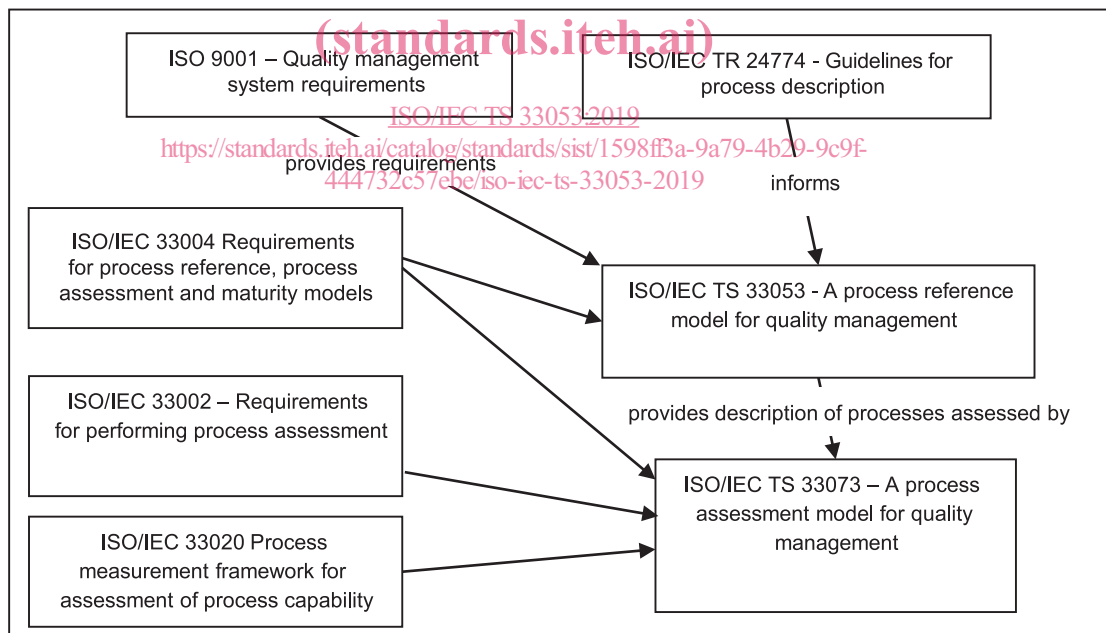 (standards.iteh.ai)
ISO 9001 – Quality management
system requirements
ISO/IEC TR 24774 - Guidelines for
process description
ISO/IEC TS 33053:2019
https://standards.iteh.ai/catalog/standards/sist/1598ff3a-9a79-4b29-9c9f-
provides requirements
444732c57ebe/iso-iec-ts-33053-2019
informs
ISO/IEC 33004 Requirements
for process reference, process
assessment and maturity models
ISO/IEC TS 33053 - A process reference
model for quality management
ISO/IEC 33002 – Requirements
for performing process assessment
provides description of processes assessed by
ISO/IEC TS 33073 – A process
assessment model for quality
management
ISO/IEC 33020 Process
measurement framework for
assessment of process capability